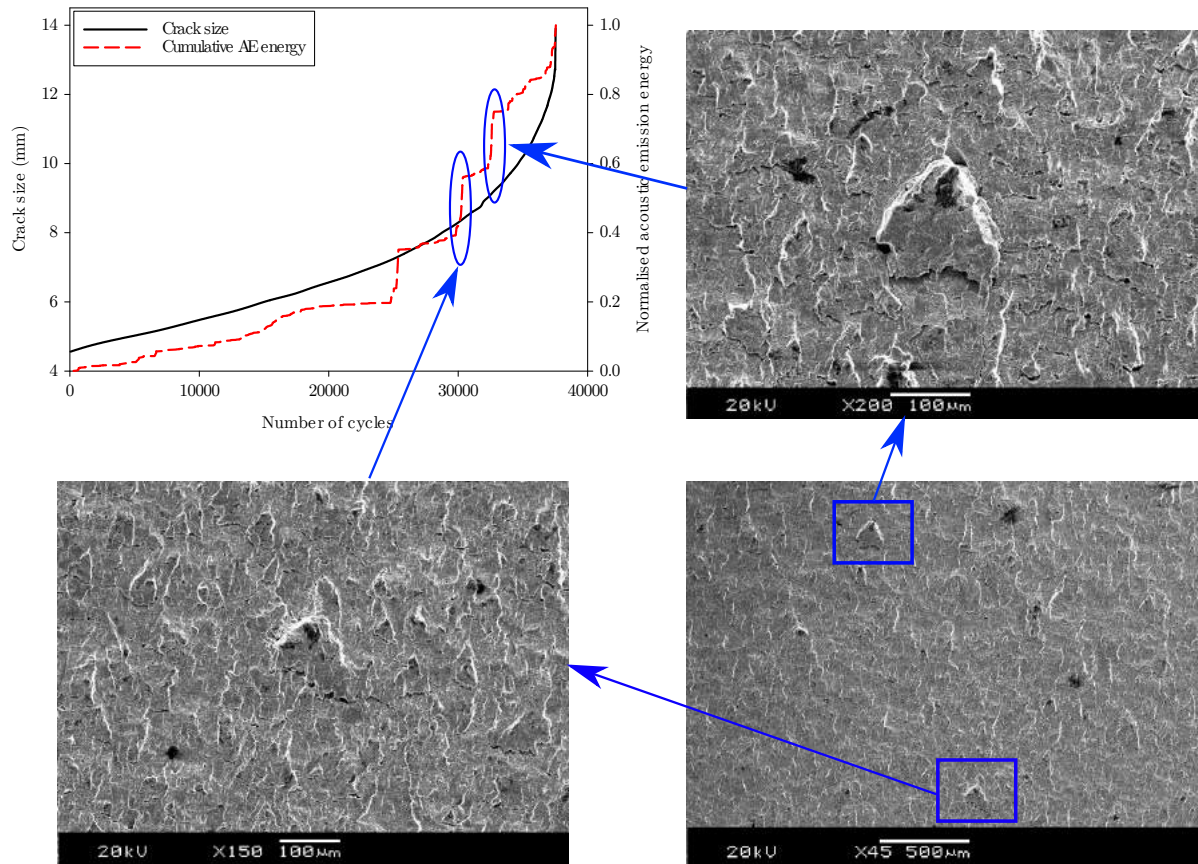 Crack size
Cumulative AE energy
14
12
10
8
6
4
Crack size (mm)
1.0
0.8
0.6
0.4
0.2
0.0
Normalised acoustic emission energy
0
10000
20000
30000
40000
Number of cycles
20kV X200 100μm
20kV X150 100μm
20kV X45 500μm